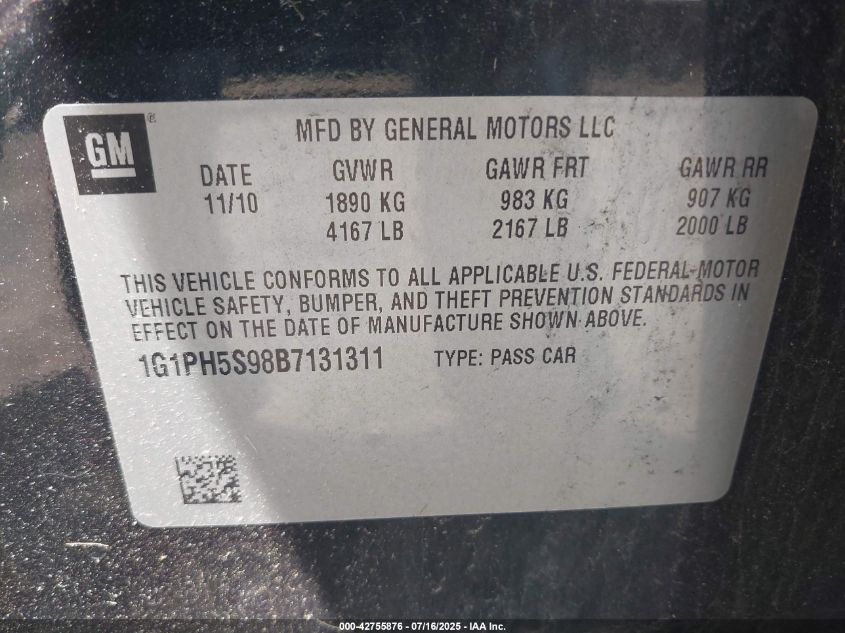 GM ®
MFD BY GENERAL MOTORS LLC
DATE GVWR GAWR FRT GAWR RR
11/10 1890 KG 983 KG 907 KG
4167 LB 2167 LB 2000 LB
THIS VEHICLE CONFORMS TO ALL APPLICABLE U.S. FEDERAL MOTOR
VEHICLE SAFETY, BUMPER, AND THEFT PREVENTION STANDARDS IN
EFFECT ON THE DATE OF MANUFACTURE SHOWN ABOVE.
1G1PH5S98B7131311 TYPE: PASS CAR
000-42755876 - 07/16/2025 - IAA Inc.